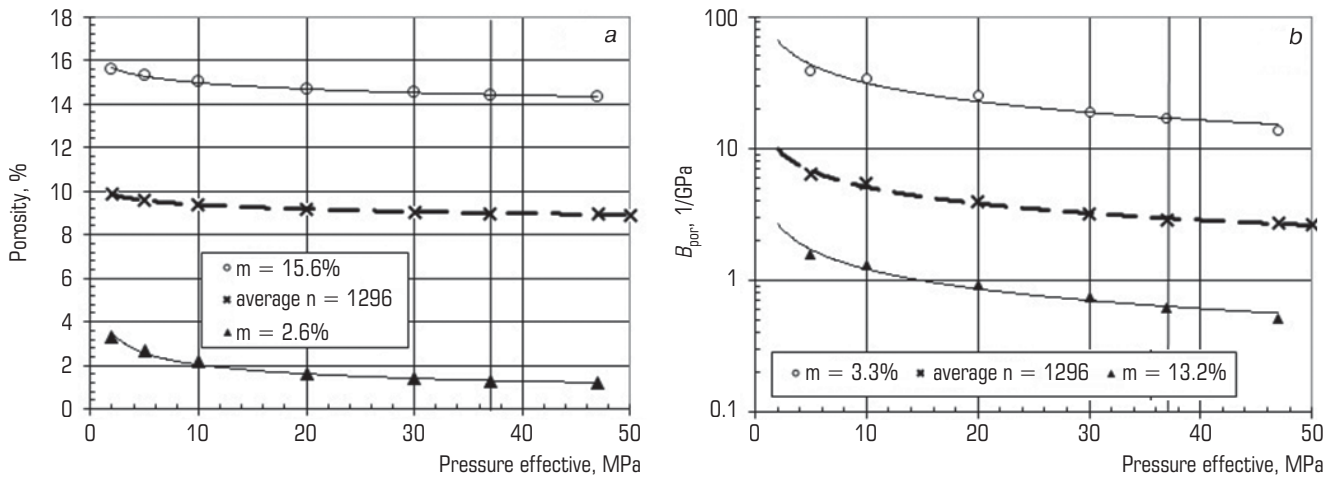 a
18
16
14
12
10
8
6
4
2
0
Porosity, %
m = 15.6%
average n = 1296
m = 2.6%
0 10 20 30 40 50
Pressure effective, MPa
b
100
10
1
0.1
Bpor, 1/GPa
m = 3.3% average n = 1296 m = 13.2%
0 10 20 30 40 50
Pressure effective, MPa